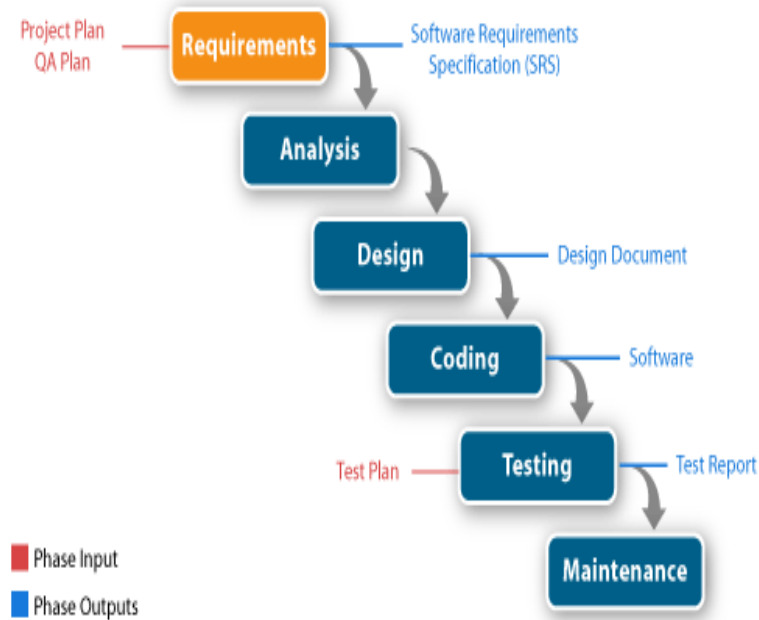 Project Plan
QA Plan
Requirements
Software Requirements
Specification (SRS)
Analysis
Design
Design Document
Coding
Software
Test Plan
Testing
Test Report
Maintenance
Phase Input
Phase Outputs